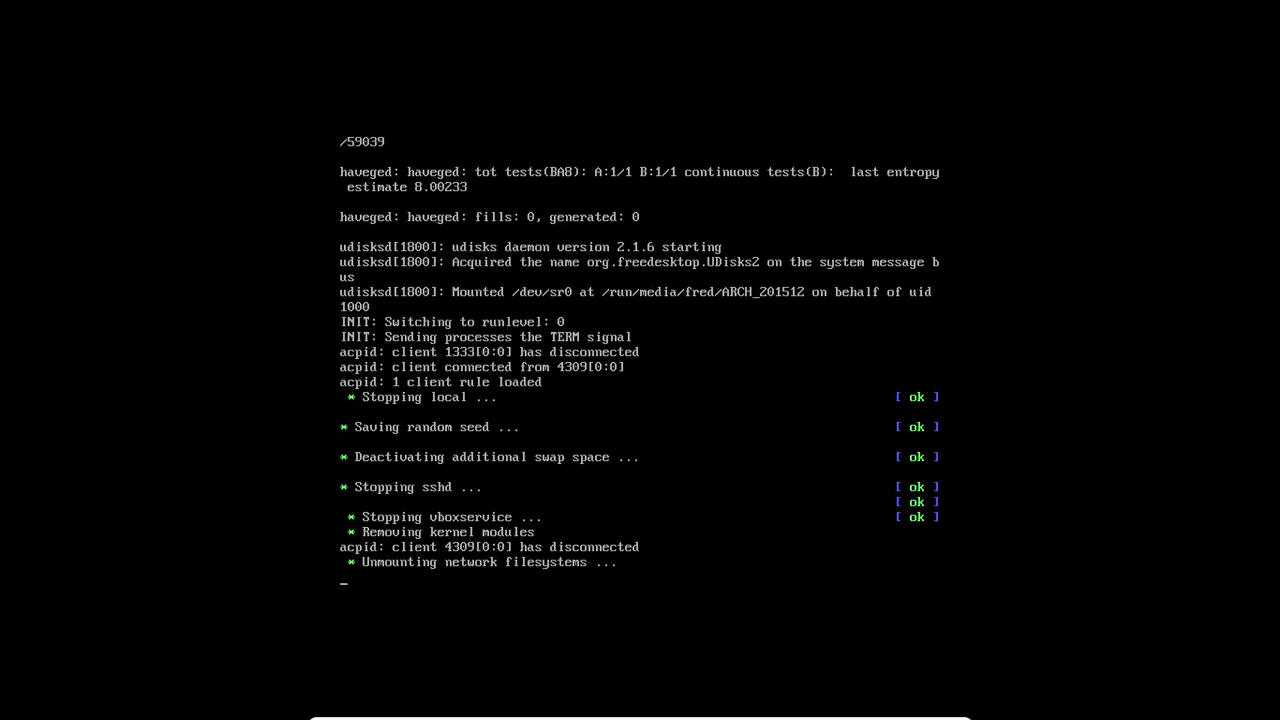 /59039
haveged: haveged: tot tests(BA8): A:1/1 B:1/1 continuous tests(B):  last entropy
 estimate 8.00233
haveged: haveged: fills: 0, generated: 0
udisksd[1800]: udisks daemon version 2.1.6 starting
udisksd[1800]: Acquired the name org.freedesktop.UDisks2 on the system message b
us
udisksd[1800]: Mounted /dev/sr0 at /run/media/fred/ARCH_201512 on behalf of uid
1000
INIT: Switching to runlevel: 0
INIT: Sending processes the TERM signal
acpid: client 1333[0:0] has disconnected
acpid: client connected from 4309[0:0]
acpid: 1 client rule loaded
 * Stopping local ... [ ok ]
* Saving random seed ... [ ok ]
* Deactivating additional swap space ... [ ok ]
* Stopping sshd ... [ ok ]
[ ok ]
 * Stopping vboxservice ... [ ok ]
 * Removing kernel modules
acpid: client 4309[0:0] has disconnected
 * Unmounting network filesystems ...
_